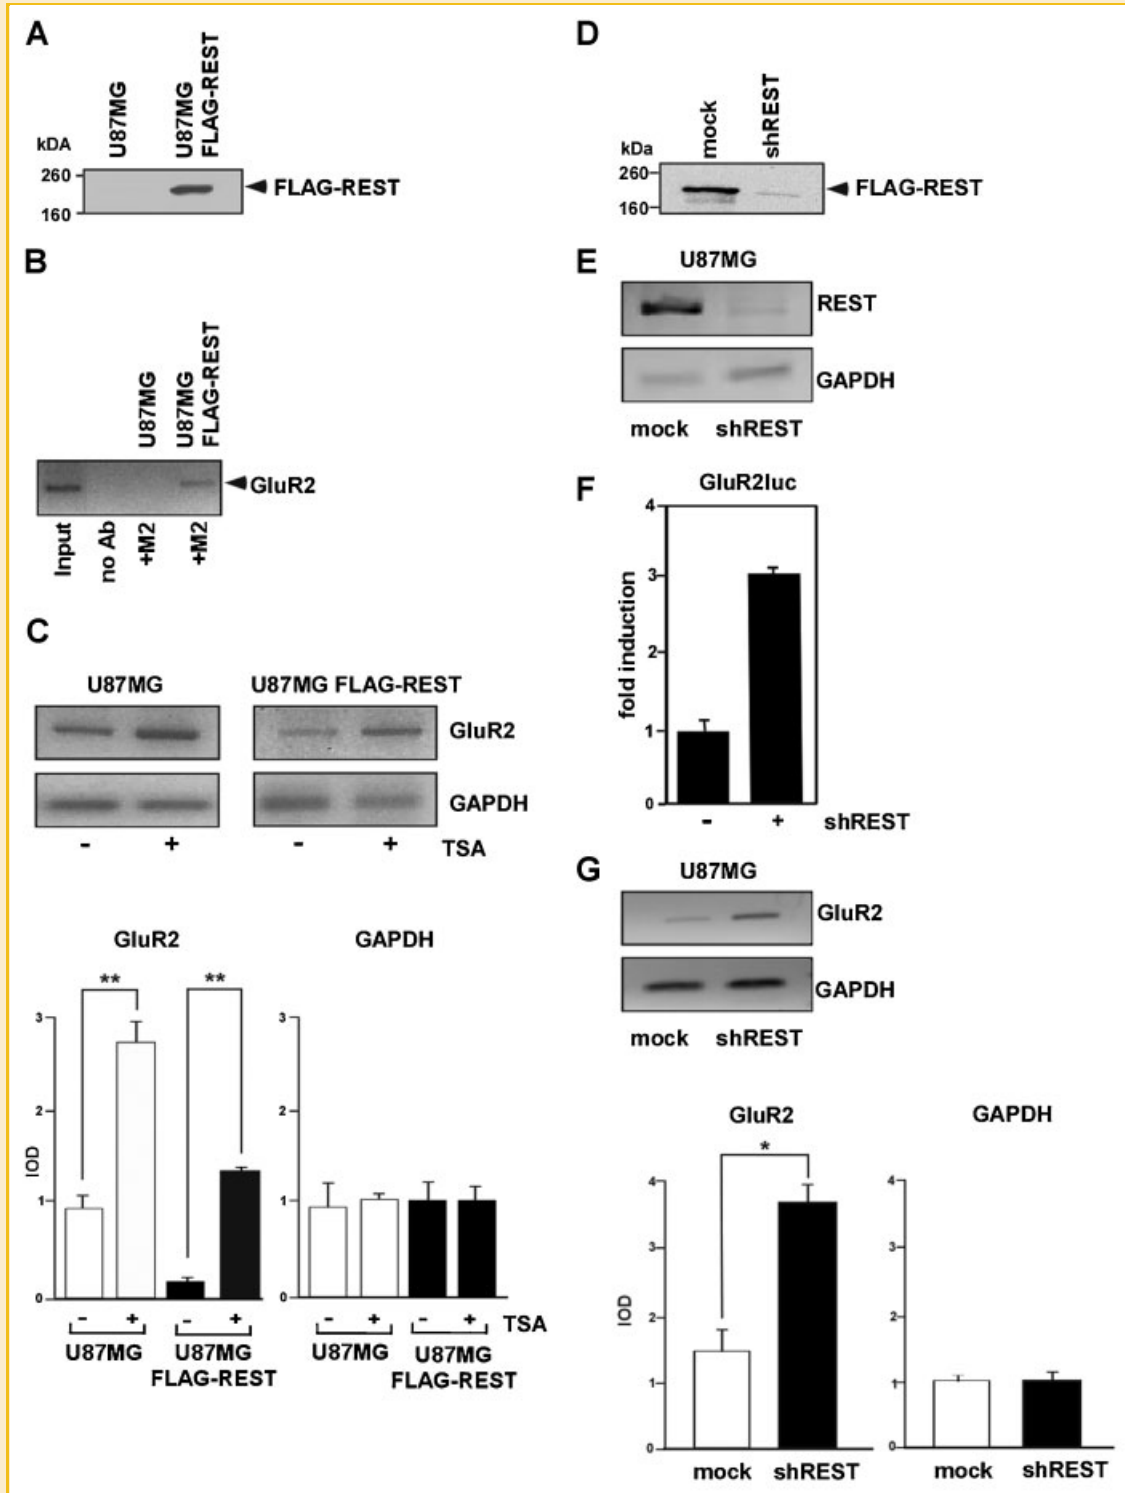 A
U87MG
U87MG
FLAG-REST
kDA
260
160
FLAG-REST
B
U87MG
U87MG
FLAG-REST
GluR2
Input
no Ab
+M2
+M2
C
U87MG
U87MG FLAG-REST
GluR2
GAPDH
- + - + TSA
GluR2
GAPDH
** **
3
2
1
0
IOD
3
2
1
0
- + - +
- + - + TSA
U87MG
U87MG
FLAG-REST
U87MG
U87MG
FLAG-REST
D
mock
shREST
kDa
260
160
FLAG-REST
E
U87MG
REST
GAPDH
mock shREST
F
GluR2luc
4
3
2
1
0
fold induction
- + shREST
G
U87MG
GluR2
GAPDH
mock shREST
GluR2
GAPDH
*
4
3
2
1
0
IOD
4
3
2
1
0
mock shREST
mock shREST